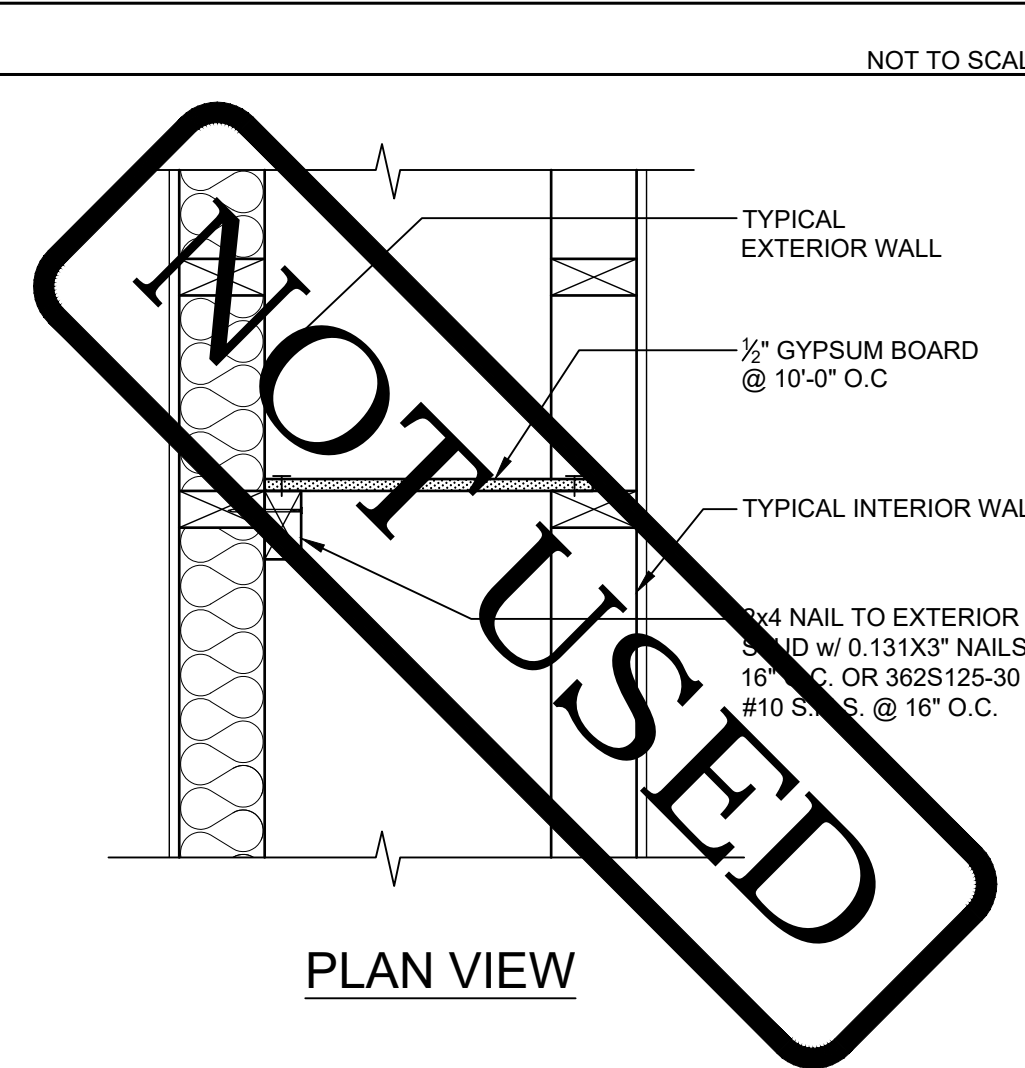 NOT TO SCAL
TYPICAL
EXTERIOR WALL
½" GYPSUM BOARD
@ 10'-0" O.C
TYPICAL INTERIOR WAL
NAIL TO EXTERIOR
w/ 0.131X3" NAILS
16" OR 362S125-30
#10 @ 16" O.C.
NOT USED
PLAN VIEW